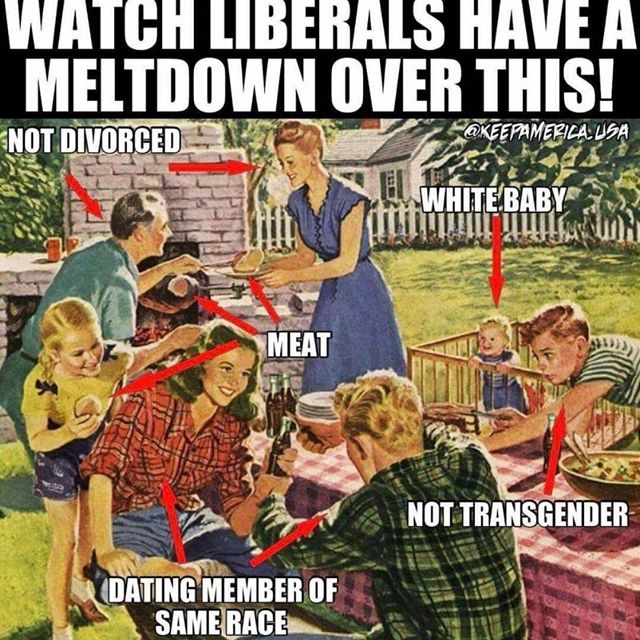 WATCH LIBERALS HAVE A
MELTDOWN OVER THIS!
@KEEPAMERICA.USA
NOT DIVORCED
WHITE BABY
MEAT
NOT TRANSGENDER
DATING MEMBER OF
SAME RACE